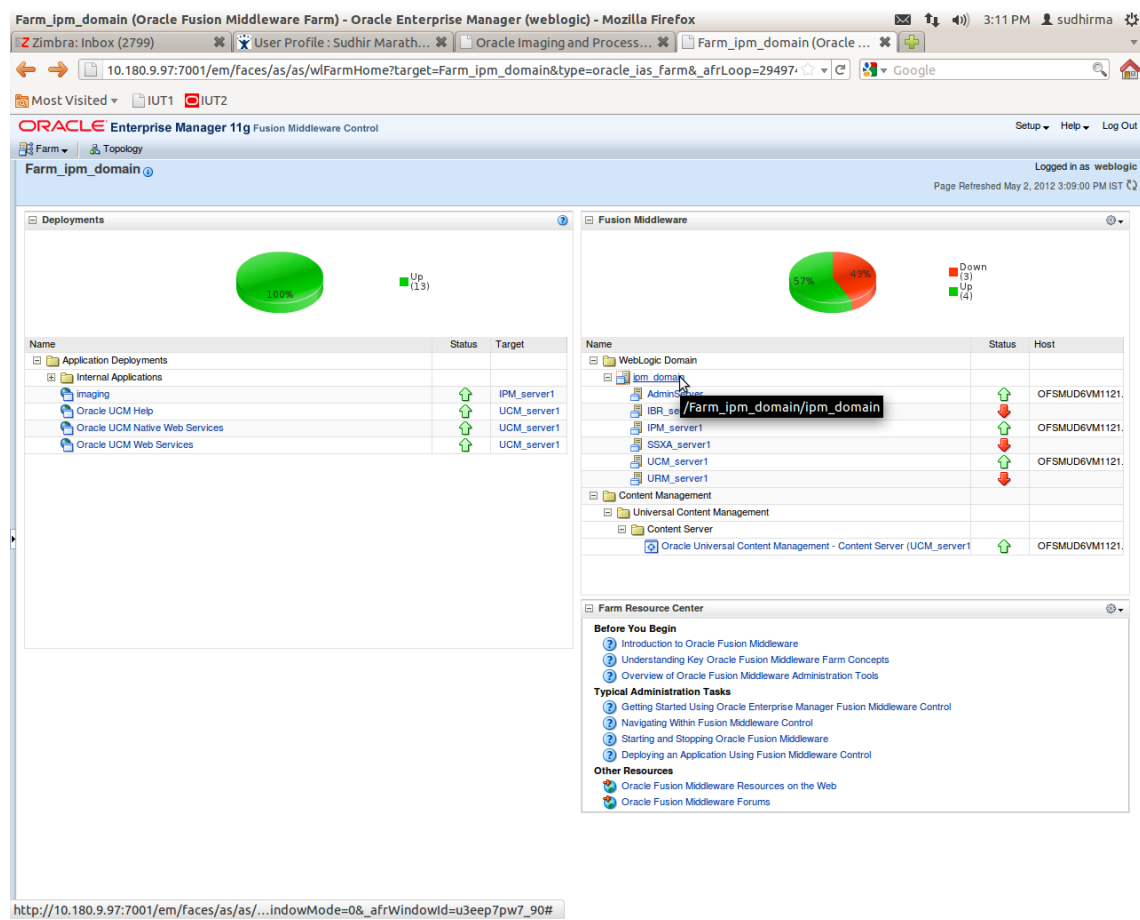 Farm_ipm_domain (Oracle Fusion Middleware Farm) - Oracle Enterprise Manager (weblogic) - Mozilla Firefox 3:11 PM sudhirma
Zimbra: Inbox (2799) User Profile : Sudhir Marath... Oracle Imaging and Process... Farm_ipm_domain (Oracle ...
10.180.9.97:7001/em/faces/as/as/wlFarmHome?target=Farm_ipm_domain&type=oracle_ias_farm&_afrLoop=29497 Google
Most Visited IUT1 IUT2
ORACLE Enterprise Manager 11g Fusion Middleware Control Setup Help Log Out
Farm Topology
Farm_ipm_domain Logged in as weblogic
Page Refreshed May 2, 2012 3:09:00 PM IST
Deployments
100%
Up
(13)
Name Status Target
Application Deployments
Internal Applications
imaging IPM_server1
Oracle UCM Help UCM_server1
Oracle UCM Native Web Services UCM_server1
Oracle UCM Web Services UCM_server1
Fusion Middleware
57% 43%
Down
(3)
Up
(4)
Name Status Host
WebLogic Domain
ipm_domain
AdminServer OFSMUD6VM1121.
/Farm_ipm_domain/ipm_domain
IBR_se
IPM_server1 OFSMUD6VM1121.
SSXA_server1
UCM_server1 OFSMUD6VM1121.
URM_server1
Content Management
Universal Content Management
Content Server
Oracle Universal Content Management - Content Server (UCM_server1 OFSMUD6VM1121.
Farm Resource Center
Before You Begin
Introduction to Oracle Fusion Middleware
Understanding Key Oracle Fusion Middleware Farm Concepts
Overview of Oracle Fusion Middleware Administration Tools
Typical Administration Tasks
Getting Started Using Oracle Enterprise Manager Fusion Middleware Control
Navigating Within Fusion Middleware Control
Starting and Stopping Oracle Fusion Middleware
Deploying an Application Using Fusion Middleware Control
Other Resources
Oracle Fusion Middleware Resources on the Web
Oracle Fusion Middleware Forums
http://10.180.9.97:7001/em/faces/as/as/...indowMode=0&_afrWindowId=u3eep7pw7_90#